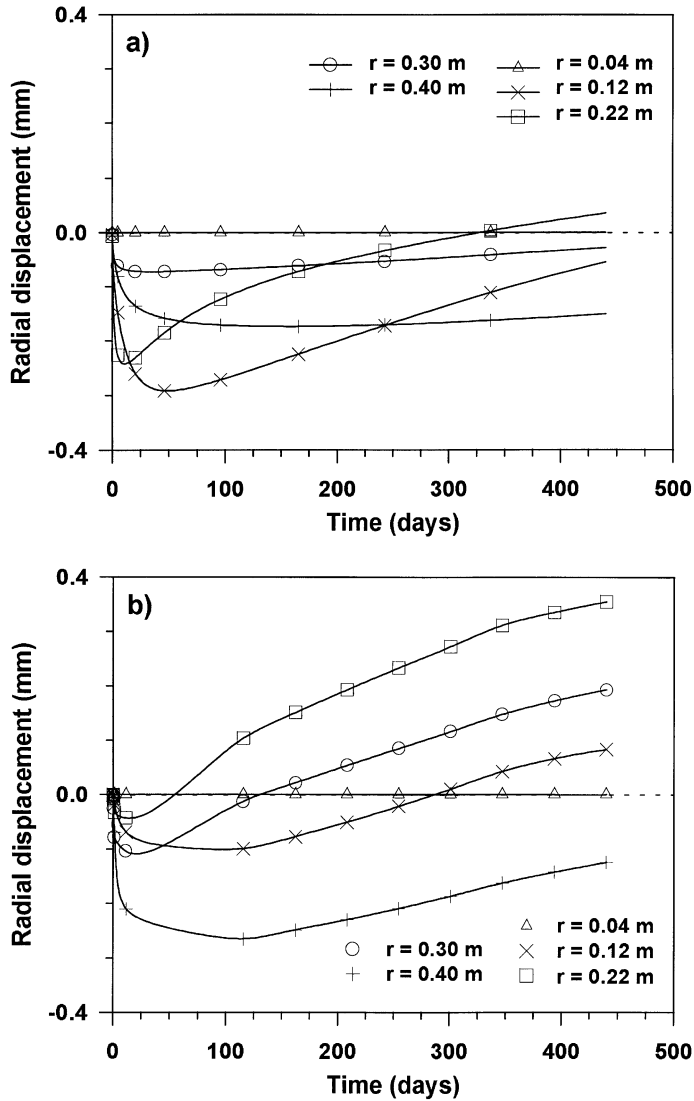 0.4
a)
r = 0.30 m
r = 0.04 m
r = 0.40 m
r = 0.12 m
r = 0.22 m
0.0
-0.4
Radial displacement (mm)
0 100 200 300 400 500
Time (days)
0.4
b)
0.0
r = 0.04 m
r = 0.30 m
r = 0.12 m
r = 0.40 m
r = 0.22 m
-0.4
Radial displacement (mm)
0 100 200 300 400 500
Time (days)